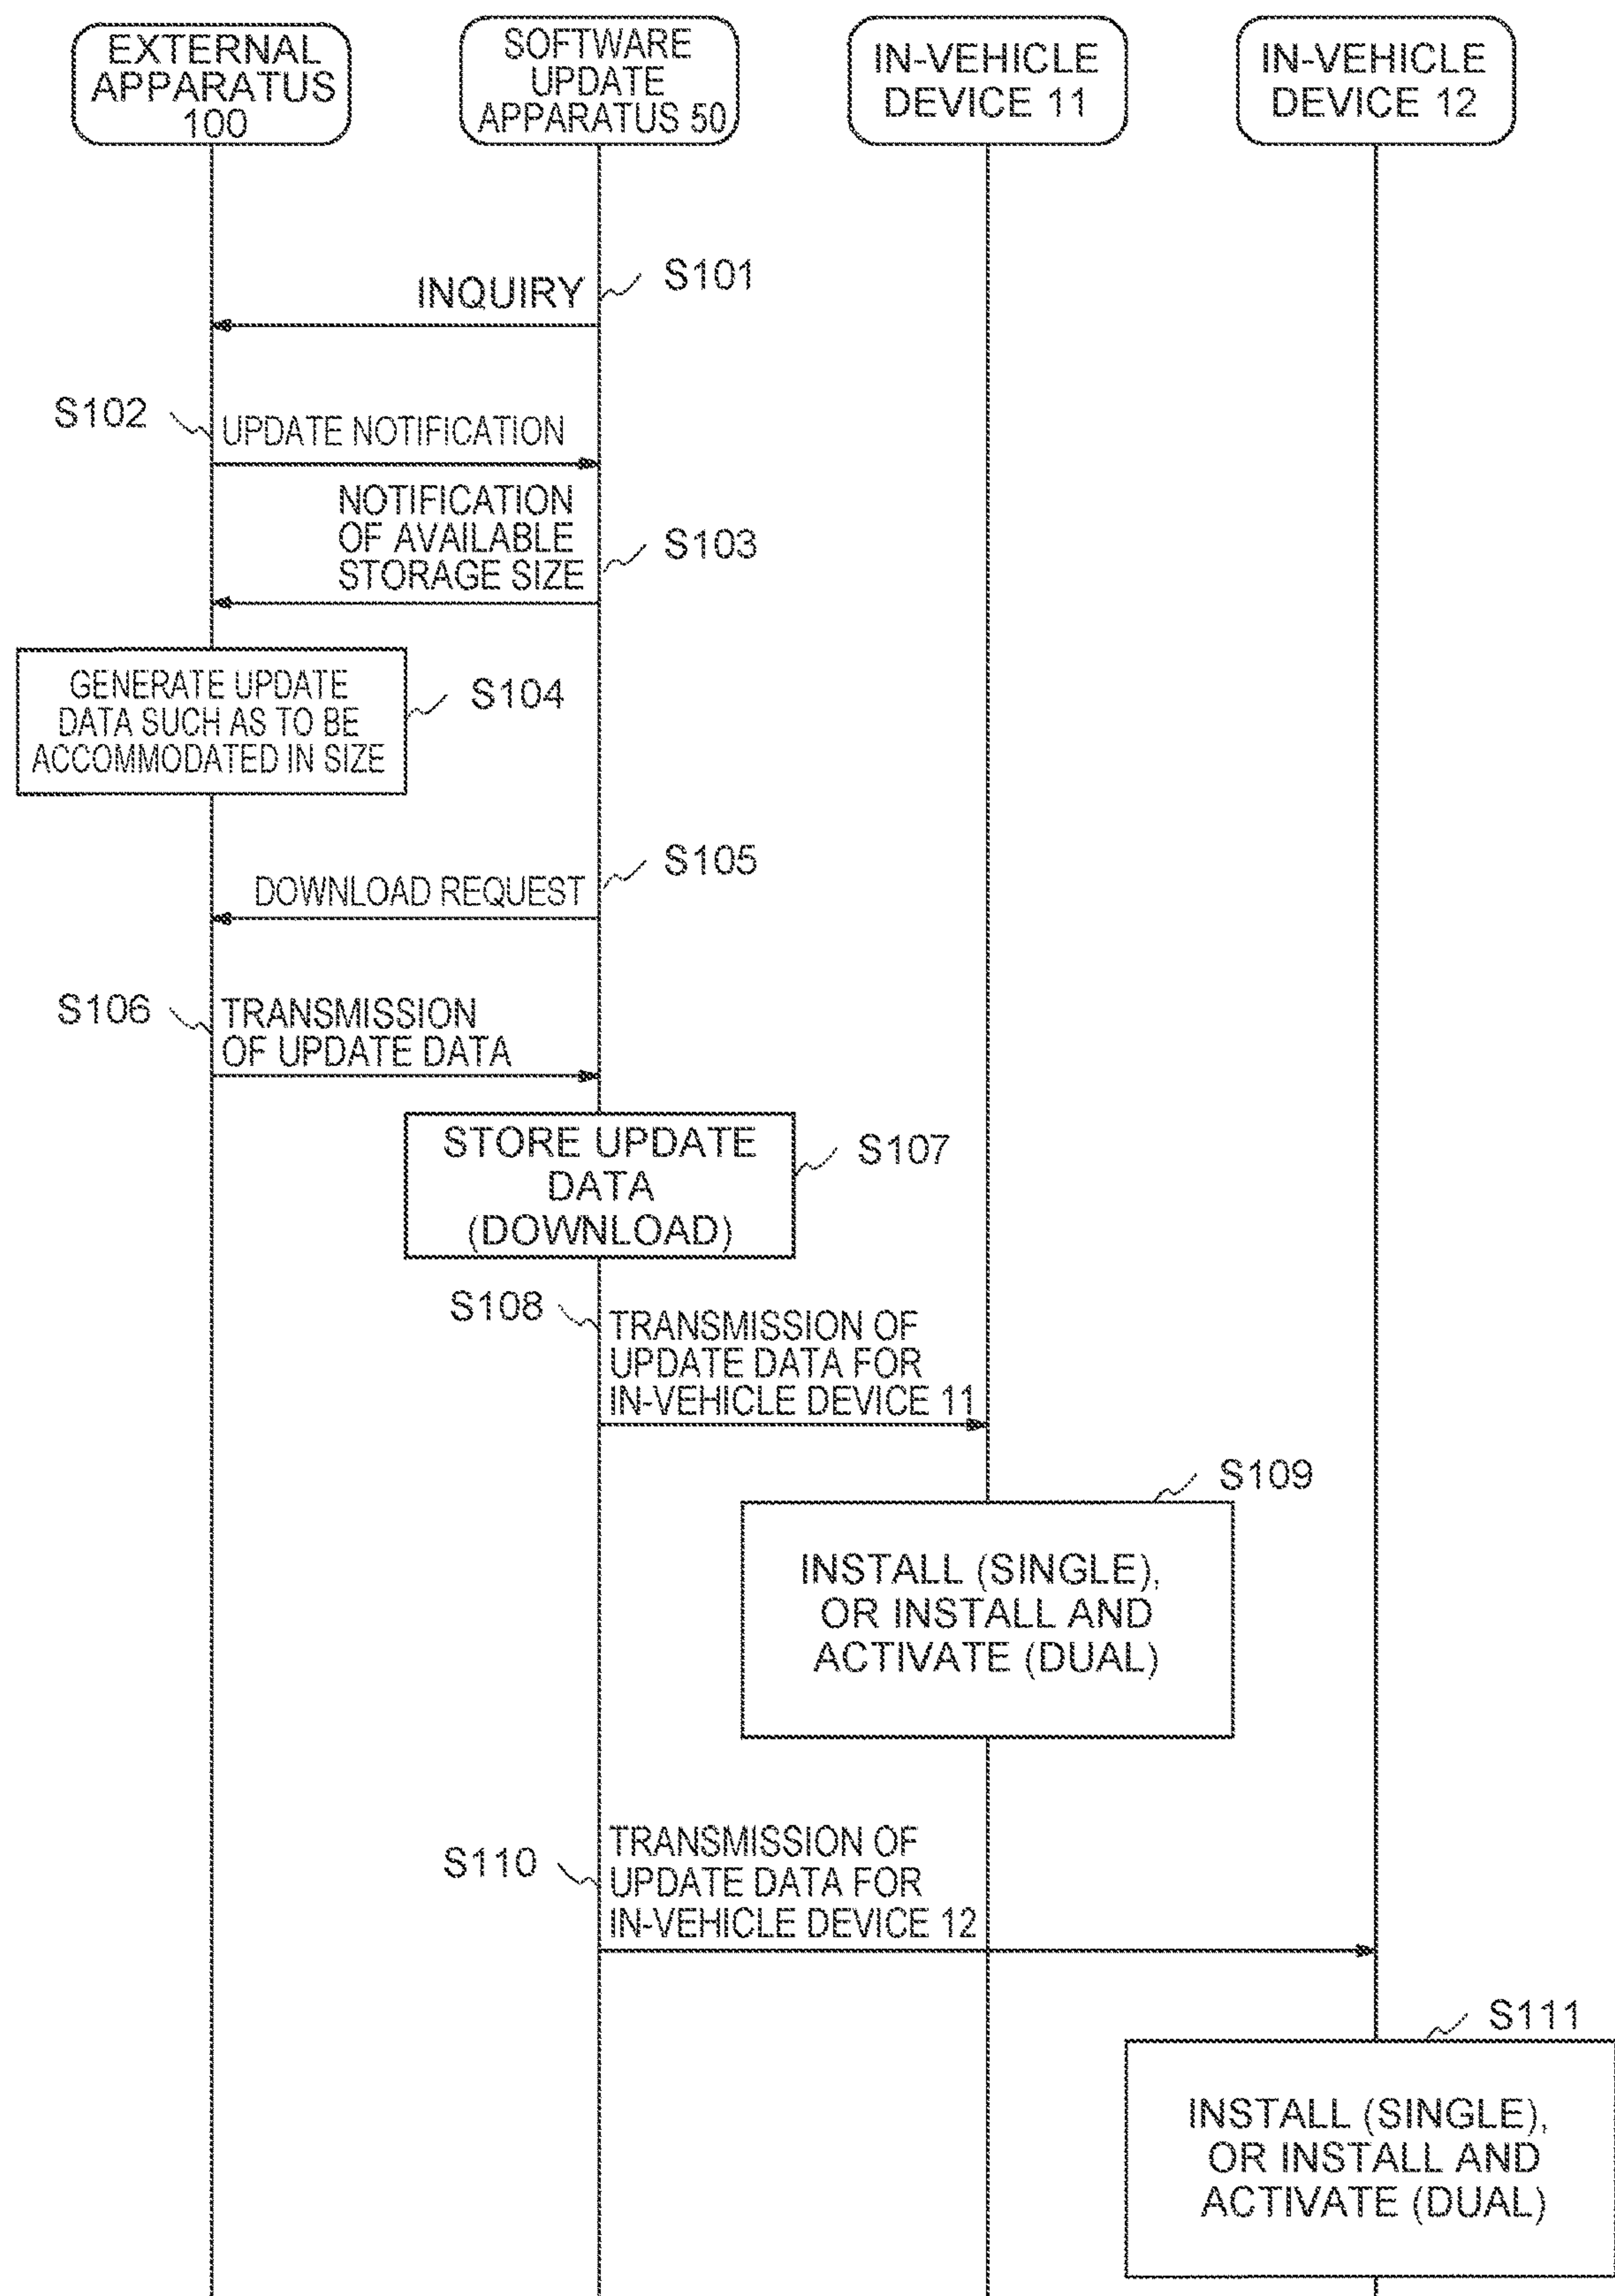 EXTERNAL
APPARATUS
100
SOFTWARE
UPDATE
APPARATUS 50
IN-VEHICLE
DEVICE 11
IN-VEHICLE
DEVICE 12
S101
INQUIRY
S102
UPDATE NOTIFICATION
NOTIFICATION
OF AVAILABLE
STORAGE SIZE
S103
GENERATE UPDATE
DATA SUCH AS TO BE
ACCOMMODATED IN SIZE
S104
S105
DOWNLOAD REQUEST
S106
TRANSMISSION
OF UPDATE DATA
STORE UPDATE
DATA
(DOWNLOAD)
S107
S108
TRANSMISSION OF
UPDATE DATA FOR
IN-VEHICLE DEVICE 11
S109
INSTALL (SINGLE),
OR INSTALL AND
ACTIVATE (DUAL)
S110
TRANSMISSION OF
UPDATE DATA FOR
IN-VEHICLE DEVICE 12
S111
INSTALL (SINGLE),
OR INSTALL AND
ACTIVATE (DUAL)